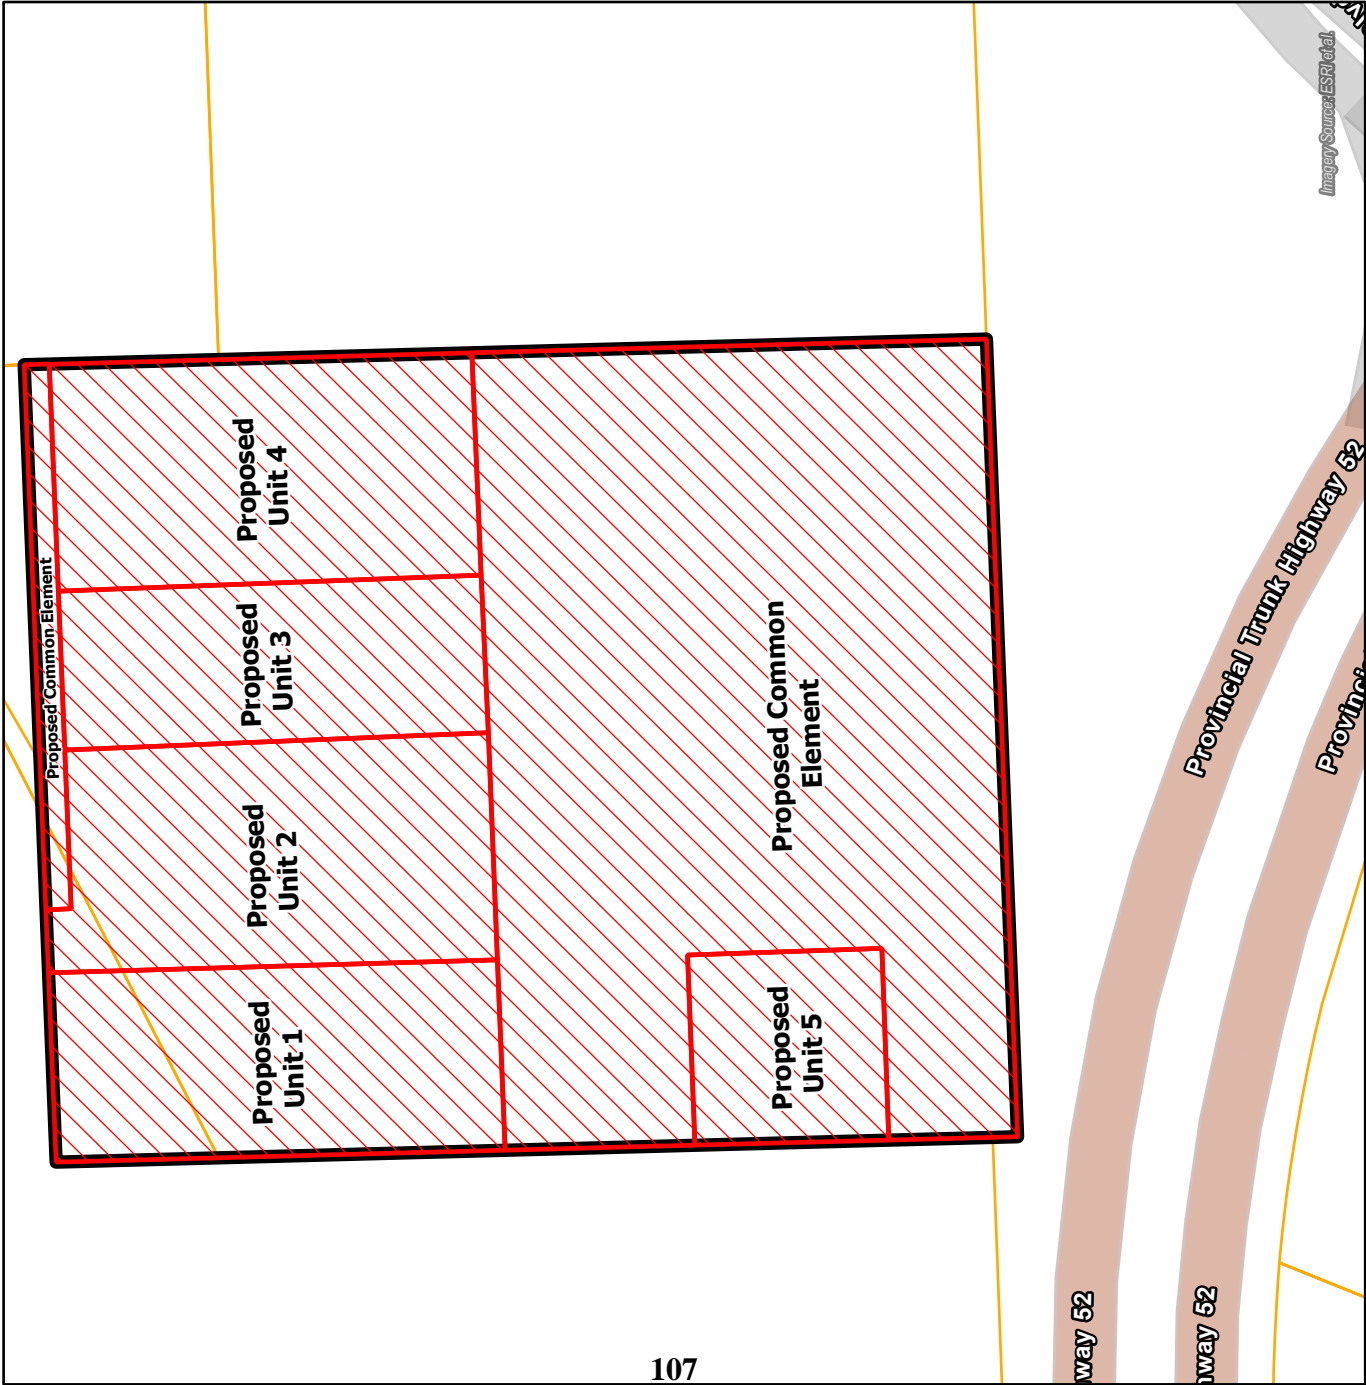 Imagery Source: ESRI et al.
Proposed
Unit 4
Proposed Common Element
Proposed
Unit 3
Proposed
Unit 2
Proposed
Unit 1
Proposed Common
Element
Proposed
Unit 5
Provincial Trunk Highway 52
Provinci
way 52
way 52
107